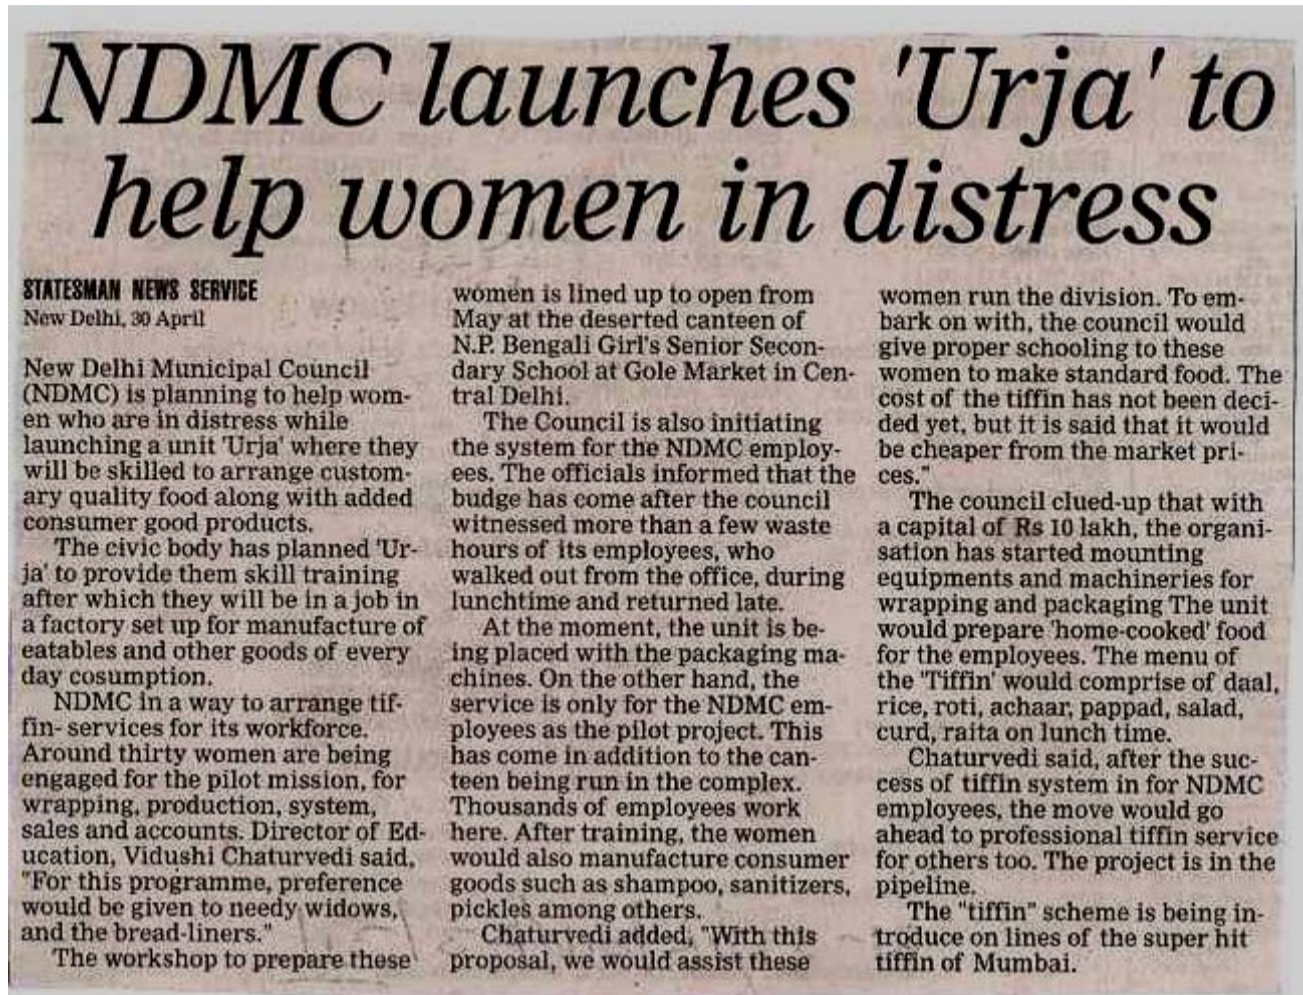 NDMC launches 'Urja' to
help women in distress
STATESMAN NEWS SERVICE
New Delhi, 30 April
New Delhi Municipal Council
(NDMC) is planning to help wom-
en who are in distress while
launching a unit 'Urja' where they
will be skilled to arrange custom-
ary quality food along with added
consumer good products.
The civic body has planned 'Ur-
ja' to provide them skill training
after which they will be in a job in
a factory set up for manufacture of
eatables and other goods of every
day cosumption.
NDMC in a way to arrange tif-
fin- services for its workforce.
Around thirty women are being
engaged for the pilot mission, for
wrapping, production, system,
sales and accounts. Director of Ed-
ucation, Vidushi Chaturvedi said,
"For this programme, preference
would be given to needy widows,
and the bread-liners."
The workshop to prepare these
women is lined up to open from
May at the deserted canteen of
N.P. Bengali Girl's Senior Secon-
dary School at Gole Market in Cen-
tral Delhi.
The Council is also initiating
the system for the NDMC employ-
ees. The officials informed that the
budge has come after the council
witnessed more than a few waste
hours of its employees, who
walked out from the office, during
lunchtime and returned late.
At the moment, the unit is be-
ing placed with the packaging ma-
chines. On the other hand, the
service is only for the NDMC em-
ployees as the pilot project. This
has come in addition to the can-
teen being run in the complex.
Thousands of employees work
here. After training, the women
would also manufacture consumer
goods such as shampoo, sanitizers,
pickles among others.
Chaturvedi added, "With this
proposal, we would assist these
women run the division. To em-
bark on with, the council would
give proper schooling to these
women to make standard food. The
cost of the tiffin has not been deci-
ded yet, but it is said that it would
be cheaper from the market pri-
ces."
The council clued-up that with
a capital of Rs 10 lakh, the organi-
sation has started mounting
equipments and machineries for
wrapping and packaging The unit
would prepare 'home-cooked' food
for the employees. The menu of
the 'Tiffin' would comprise of daal,
rice, roti, achaar, pappad, salad,
curd, raita on lunch time.
Chaturvedi said, after the suc-
cess of tiffin system in for NDMC
employees, the move would go
ahead to professional tiffin service
for others too. The project is in the
pipeline.
The "tiffin" scheme is being in-
troduce on lines of the super hit
tiffin of Mumbai.